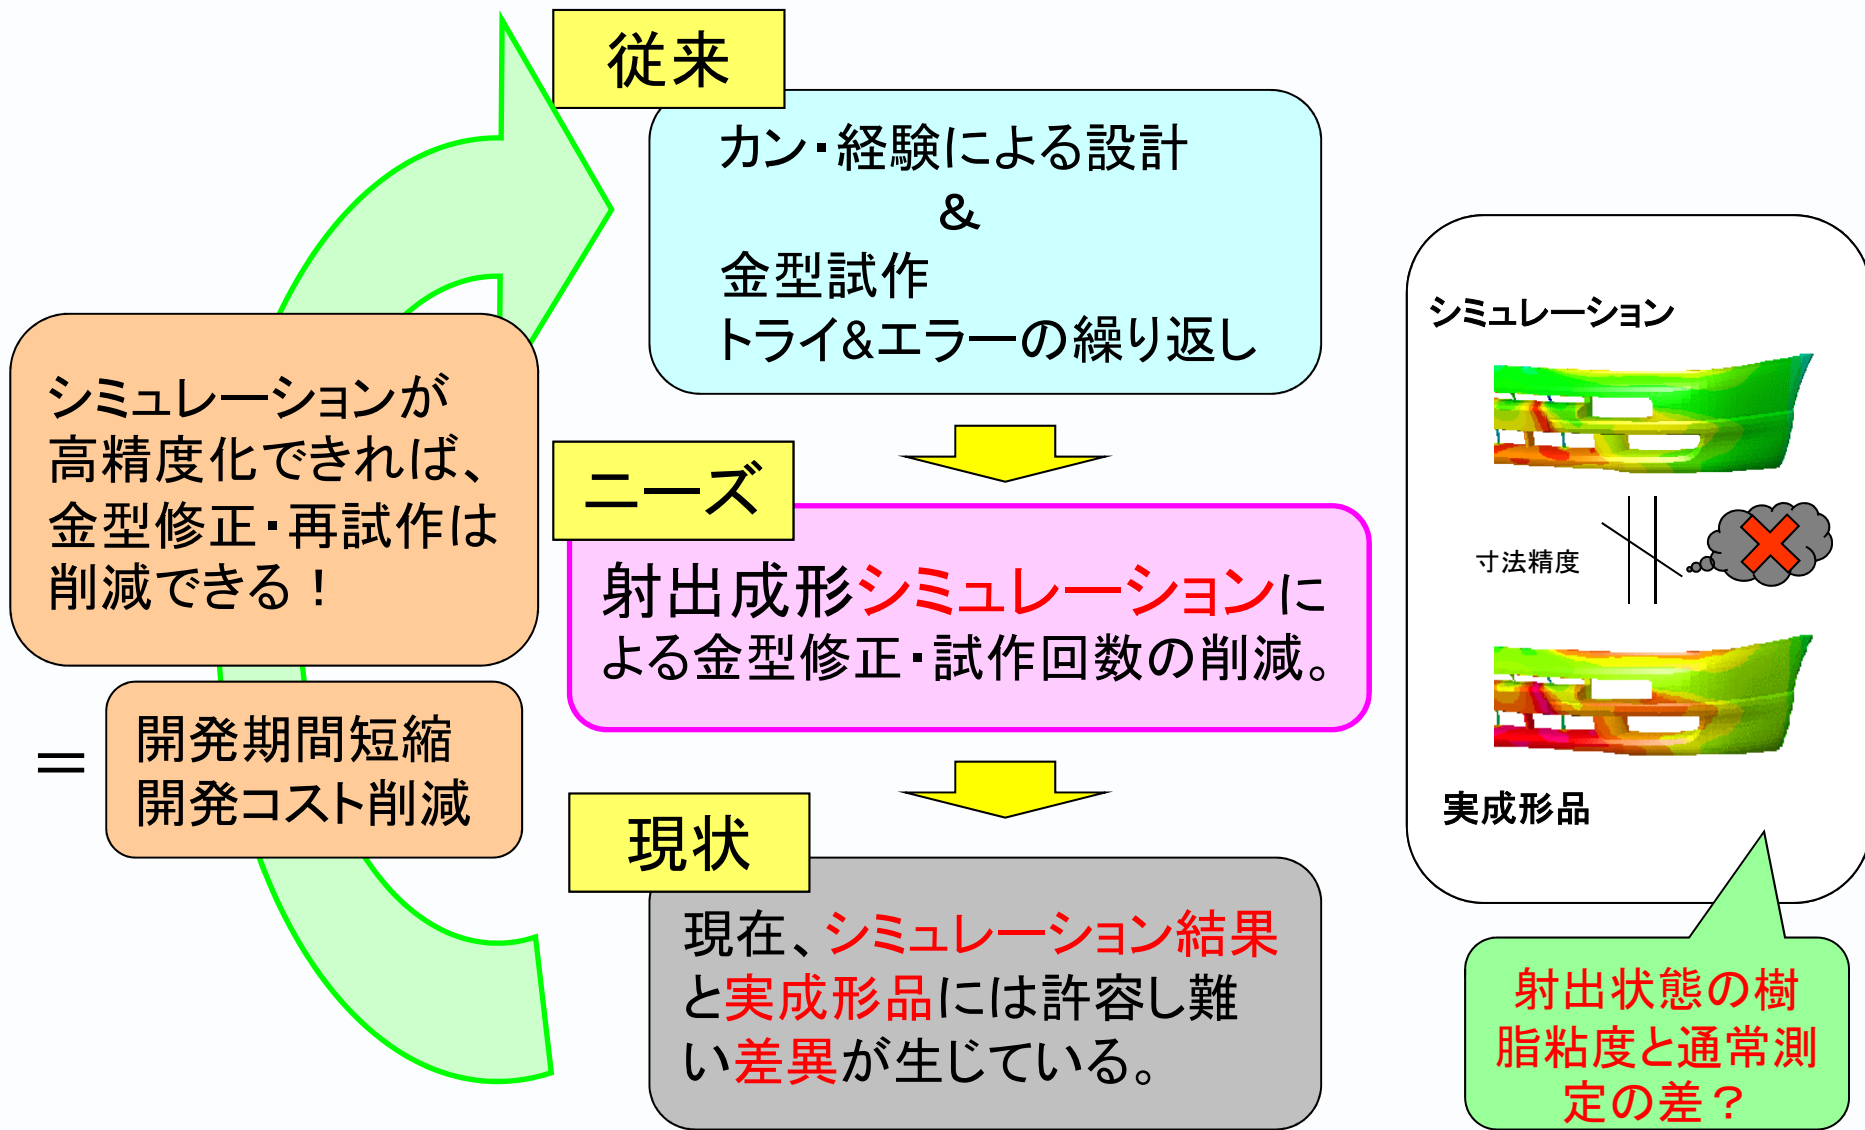 従来
カン・経験による設計
&
金型試作
トライ&エラーの繰り返し
シミュレーションが
高精度化できれば、
金型修正・再試作は
削減できる！
＝
開発期間短縮
開発コスト削減
ニーズ
射出成形シミュレーションに
よる金型修正・試作回数の削減。
現状
現在、シミュレーション結果
と実成形品には許容し難
い差異が生じている。
シミュレーション
寸法精度
実成形品
射出状態の樹
脂粘度と通常測
定の差？